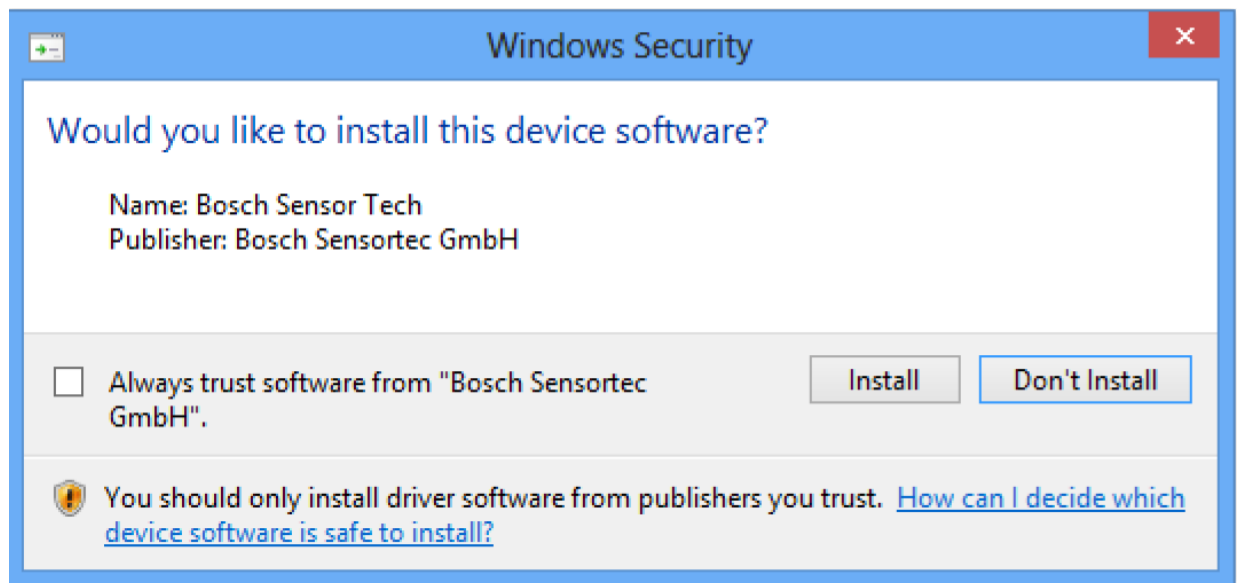 Windows Security
Would you like to install this device software?
Name: Bosch Sensor Tech
Publisher: Bosch Sensortec GmbH
Always trust software from "Bosch Sensortec
GmbH".
Install
Don't Install
You should only install driver software from publishers you trust. How can I decide which
device software is safe to install?